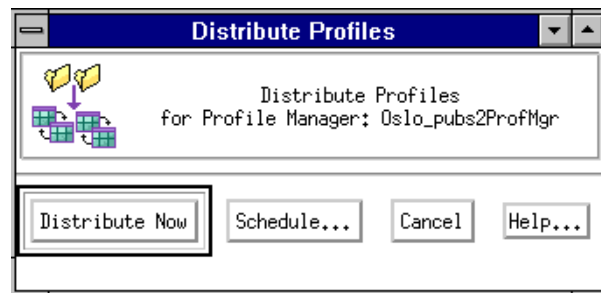 Distribute Profiles
Distribute Profiles
for Profile Manager: Oslo_pubs2ProfMgr
Distribute Now Schedule... Cancel Help...